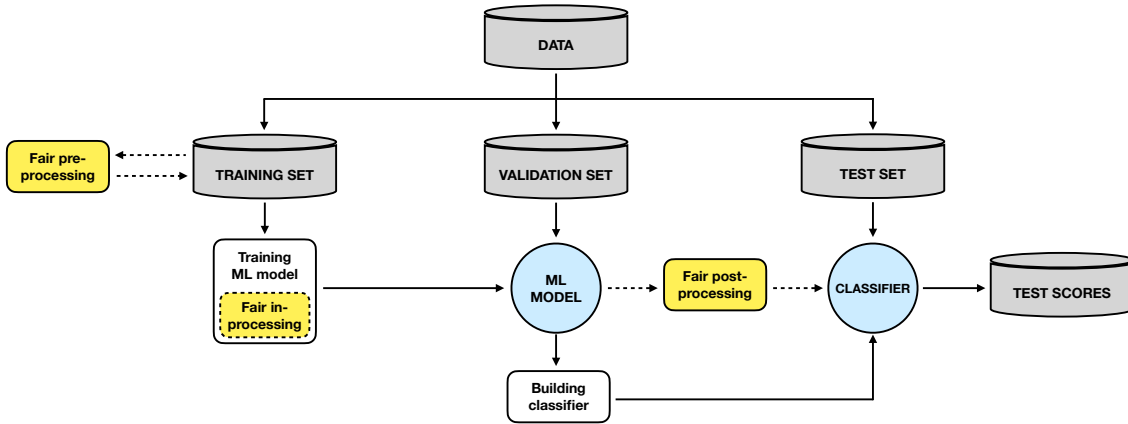 DATA
Fair pre-
processing
TRAINING SET
VALIDATION SET
TEST SET
Training
ML model
Fair in-
processing
ML
MODEL
Fair post-
processing
CLASSIFIER
TEST SCORES
Building
classifier